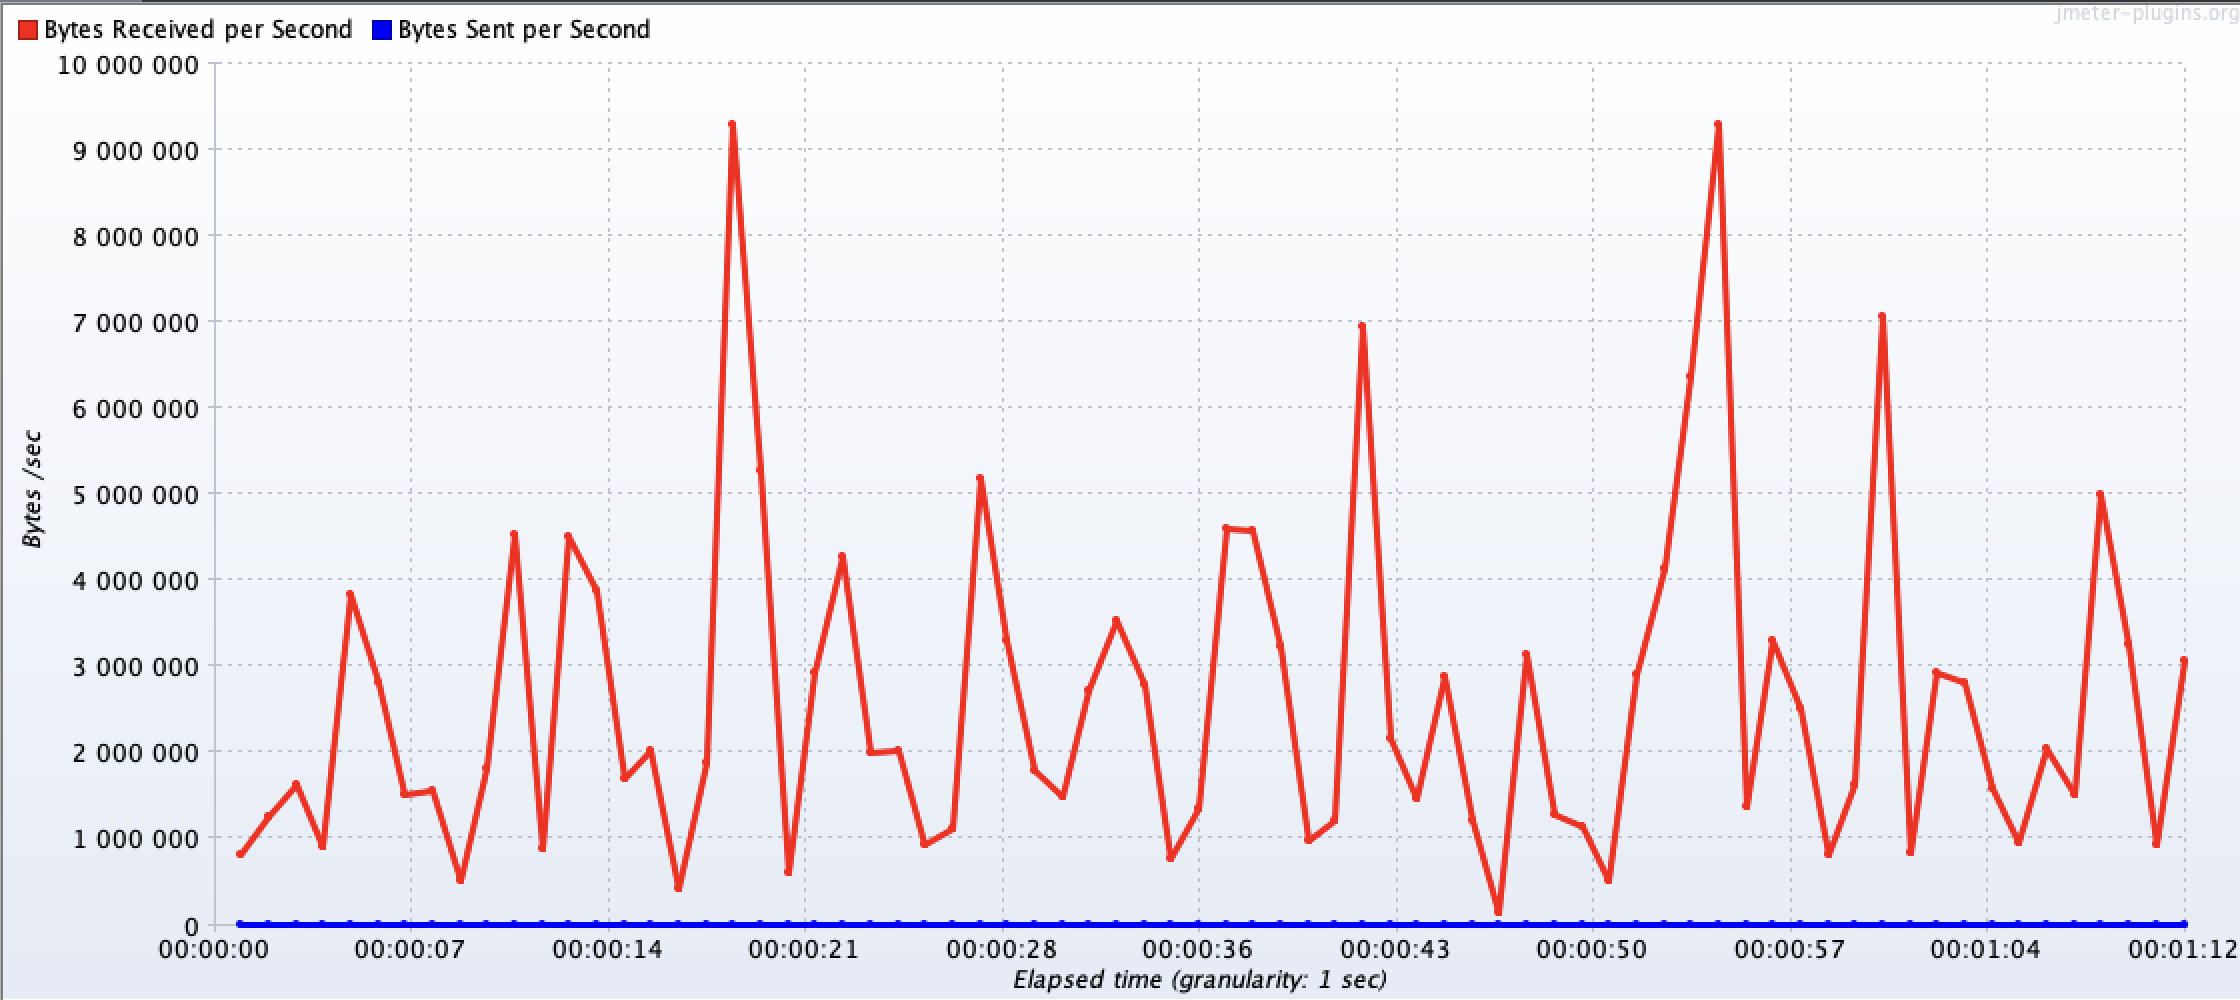 jmeter-plugins.org
Bytes Received per Second Bytes Sent per Second
10 000 000
9 000 000
8 000 000
7 000 000
6 000 000
5 000 000
4 000 000
3 000 000
2 000 000
1 000 000
0
Bytes /sec
00:00:00 00:00:07 00:00:14 00:00:21 00:00:28 00:00:36 00:00:43 00:00:50 00:00:57 00:01:04 00:01:12
Elapsed time (granularity: 1 sec)